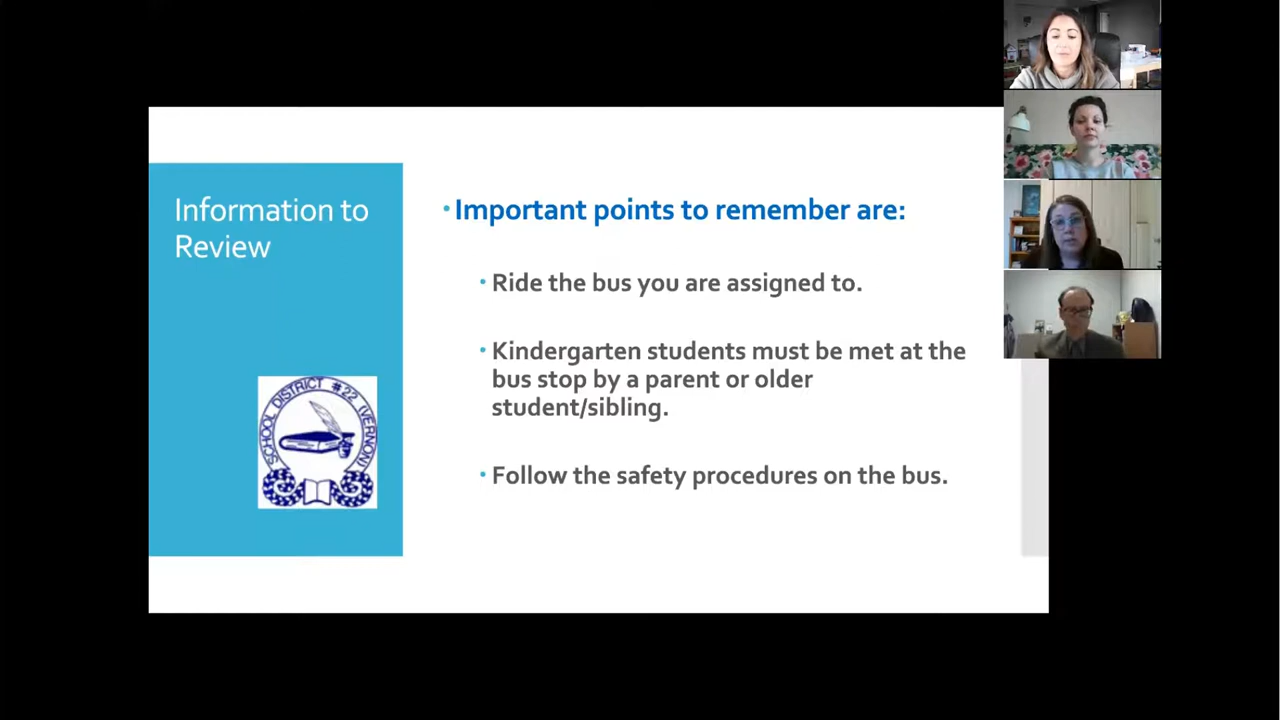 Information to
Review
• Important points to remember are:
• Ride the bus you are assigned to.
• Kindergarten students must be met at the
bus stop by a parent or older
student/sibling.
• Follow the safety procedures on the bus.
SCHOOL DISTRICT #22 (VERNON)